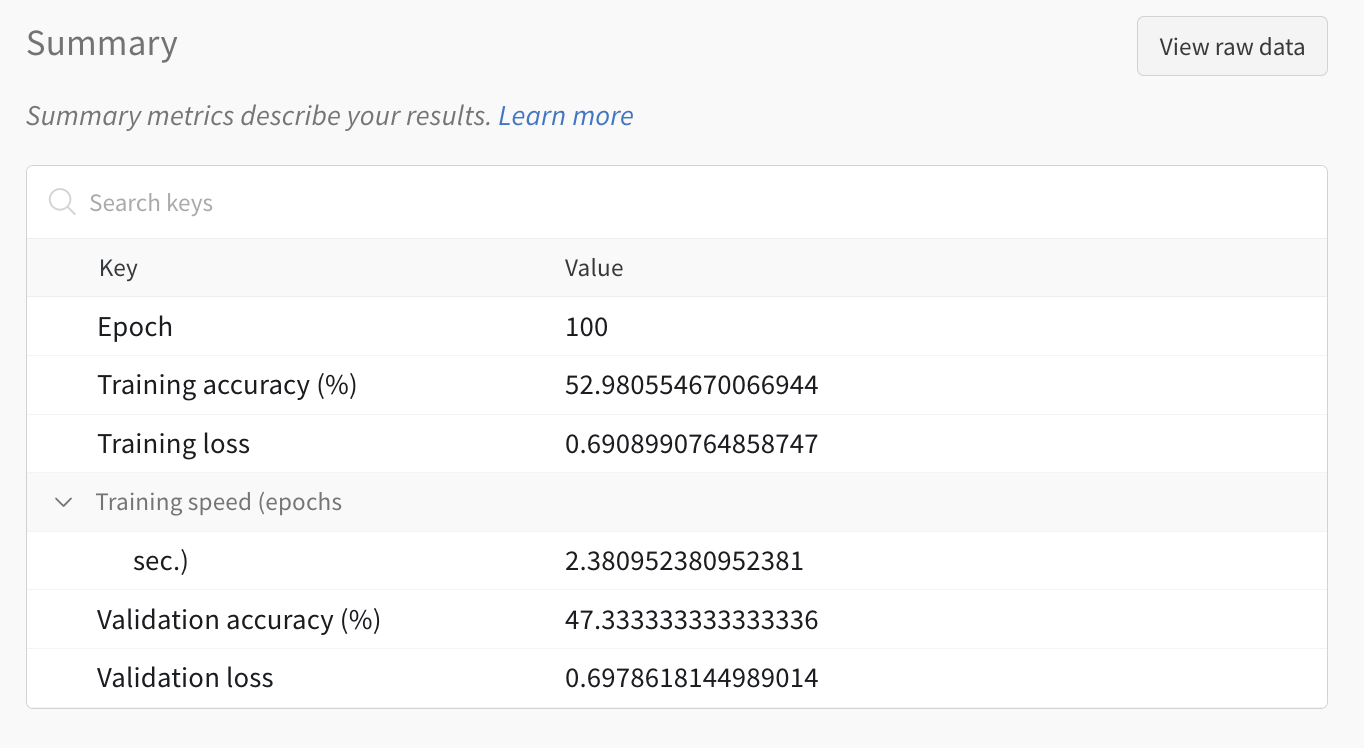 Summary
View raw data
Summary metrics describe your results. Learn more
Search keys
Key Value
Epoch 100
Training accuracy (%) 52.980554670066944
Training loss 0.6908990764858747
Training speed (epochs
sec.) 2.380952380952381
Validation accuracy (%) 47.333333333333336
Validation loss 0.6978618144989014